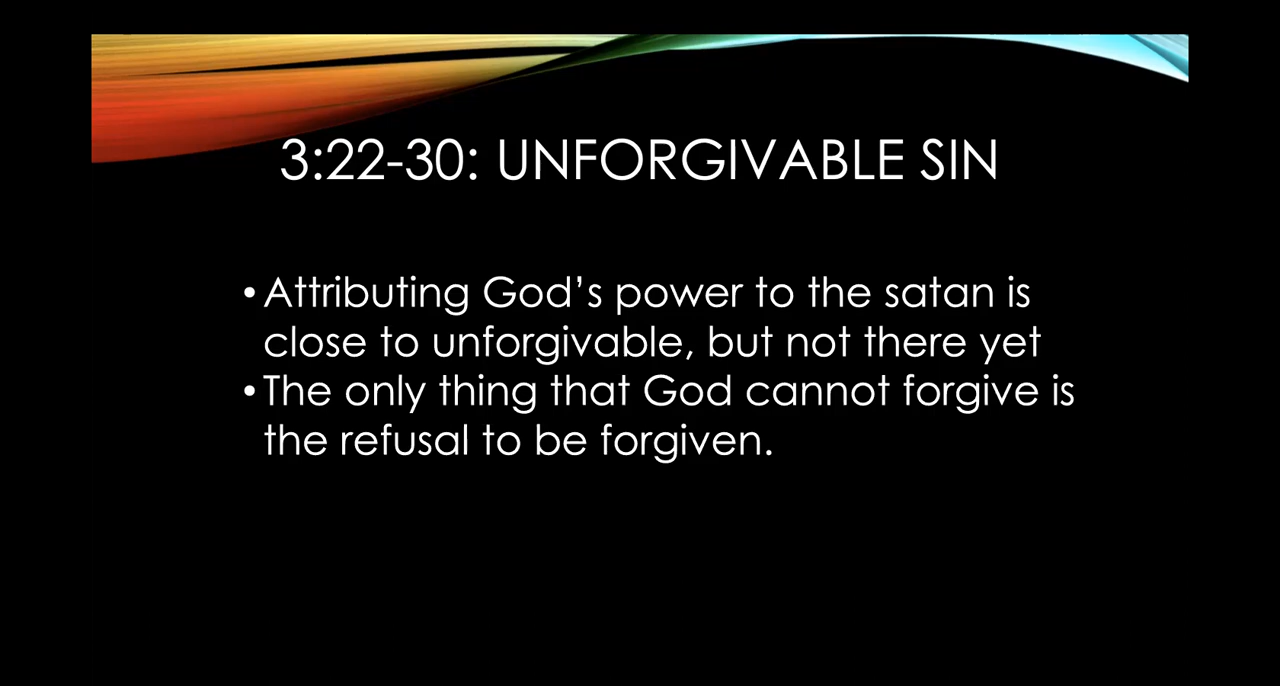 3:22-30: UNFORGIVABLE SIN
•Attributing God’s power to the satan is
close to unforgivable, but not there yet
•The only thing that God cannot forgive is
the refusal to be forgiven.